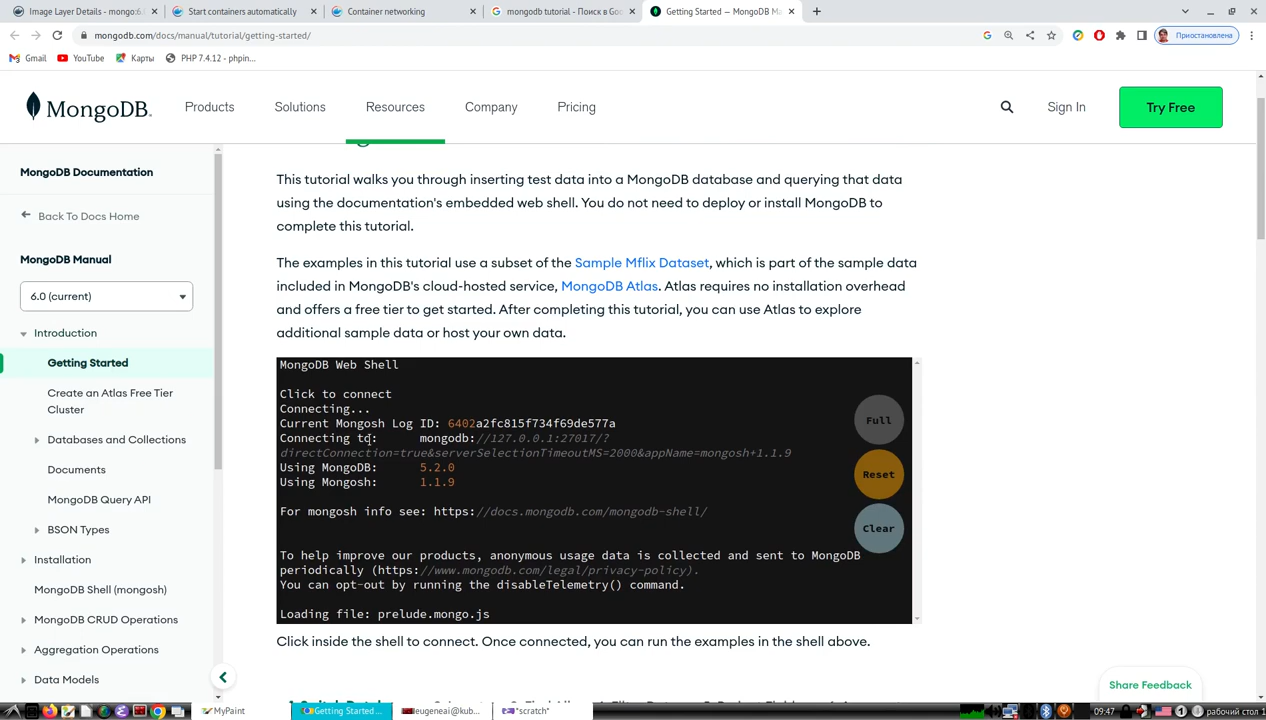 Image Layer Details - mongo:6.
Start containers automatically
Container networking
mongodb tutorial - Поиск в Goo
Getting Started — MongoDB Ma
mongodb.com/docs/manual/tutorial/getting-started/
Приостановлена
Gmail
YouTube
Карты
PHP 7.4.12 - phpin...
MongoDB.
Products
Solutions
Resources
Company
Pricing
Sign In
Try Free
MongoDB Documentation
Back To Docs Home
MongoDB Manual
6.0 (current)
Introduction
Getting Started
Create an Atlas Free Tier
Cluster
Databases and Collections
Documents
MongoDB Query API
BSON Types
Installation
MongoDB Shell (mongosh)
MongoDB CRUD Operations
Aggregation Operations
Data Models
This tutorial walks you through inserting test data into a MongoDB database and querying that data
using the documentation's embedded web shell. You do not need to deploy or install MongoDB to
complete this tutorial.
The examples in this tutorial use a subset of the Sample Mflix Dataset, which is part of the sample data
included in MongoDB's cloud-hosted service, MongoDB Atlas. Atlas requires no installation overhead
and offers a free tier to get started. After completing this tutorial, you can use Atlas to explore
additional sample data or host your own data.
MongoDB Web Shell
Click to connect
Connecting...
Current Mongosh Log ID: 6402a2fc815f734f69de577a
Connecting to: mongodb://127.0.0.1:27017/?
directConnection=true&serverSelectionTimeoutMS=2000&appName=mongosh+1.1.9
Using MongoDB: 5.2.0
Using Mongosh: 1.1.9
For mongosh info see: https://docs.mongodb.com/mongodb-shell/
To help improve our products, anonymous usage data is collected and sent to MongoDB
periodically (https://www.mongodb.com/legal/privacy-policy).
You can opt-out by running the disableTelemetry() command.
Loading file: prelude.mongo.js
Full
Reset
Clear
Click inside the shell to connect. Once connected, you can run the examples in the shell above.
Share Feedback
MyPaint
Getting Started ...
eugeneai@kub...
*scratch*
09:47
рабочий стол 1